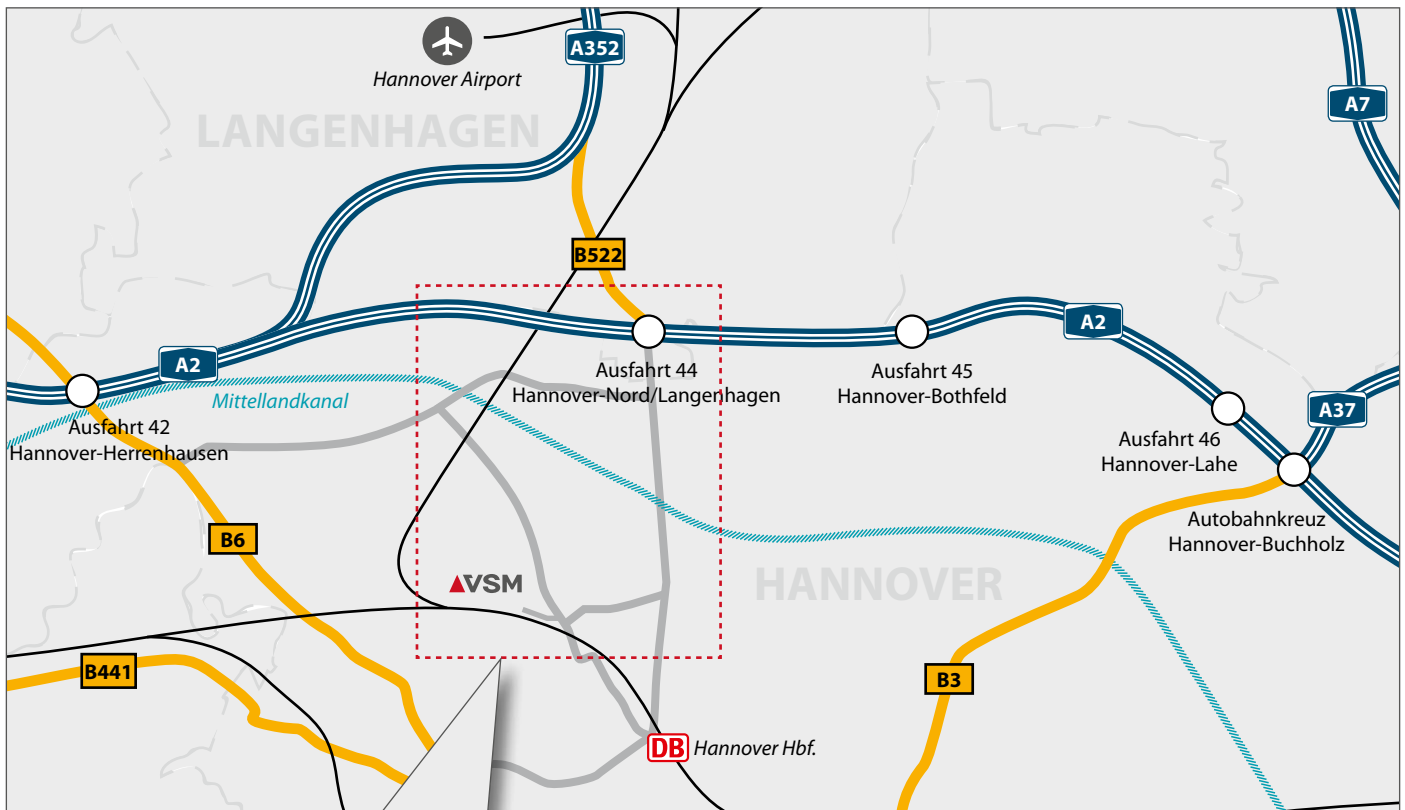 A352
Hannover Airport
A7
LANGENHAGEN
B522
A2
A2
Ausfahrt 44
Hannover-Nord/Langenhagen
Ausfahrt 45
Hannover-Bothfeld
Mittellandkanal
A37
Ausfahrt 42
Hannover-Herrenhausen
Ausfahrt 46
Hannover-Lahe
Autobahnkreuz
Hannover-Buchholz
B6
VSM
HANNOVER
B441
B3
DB Hannover Hbf.